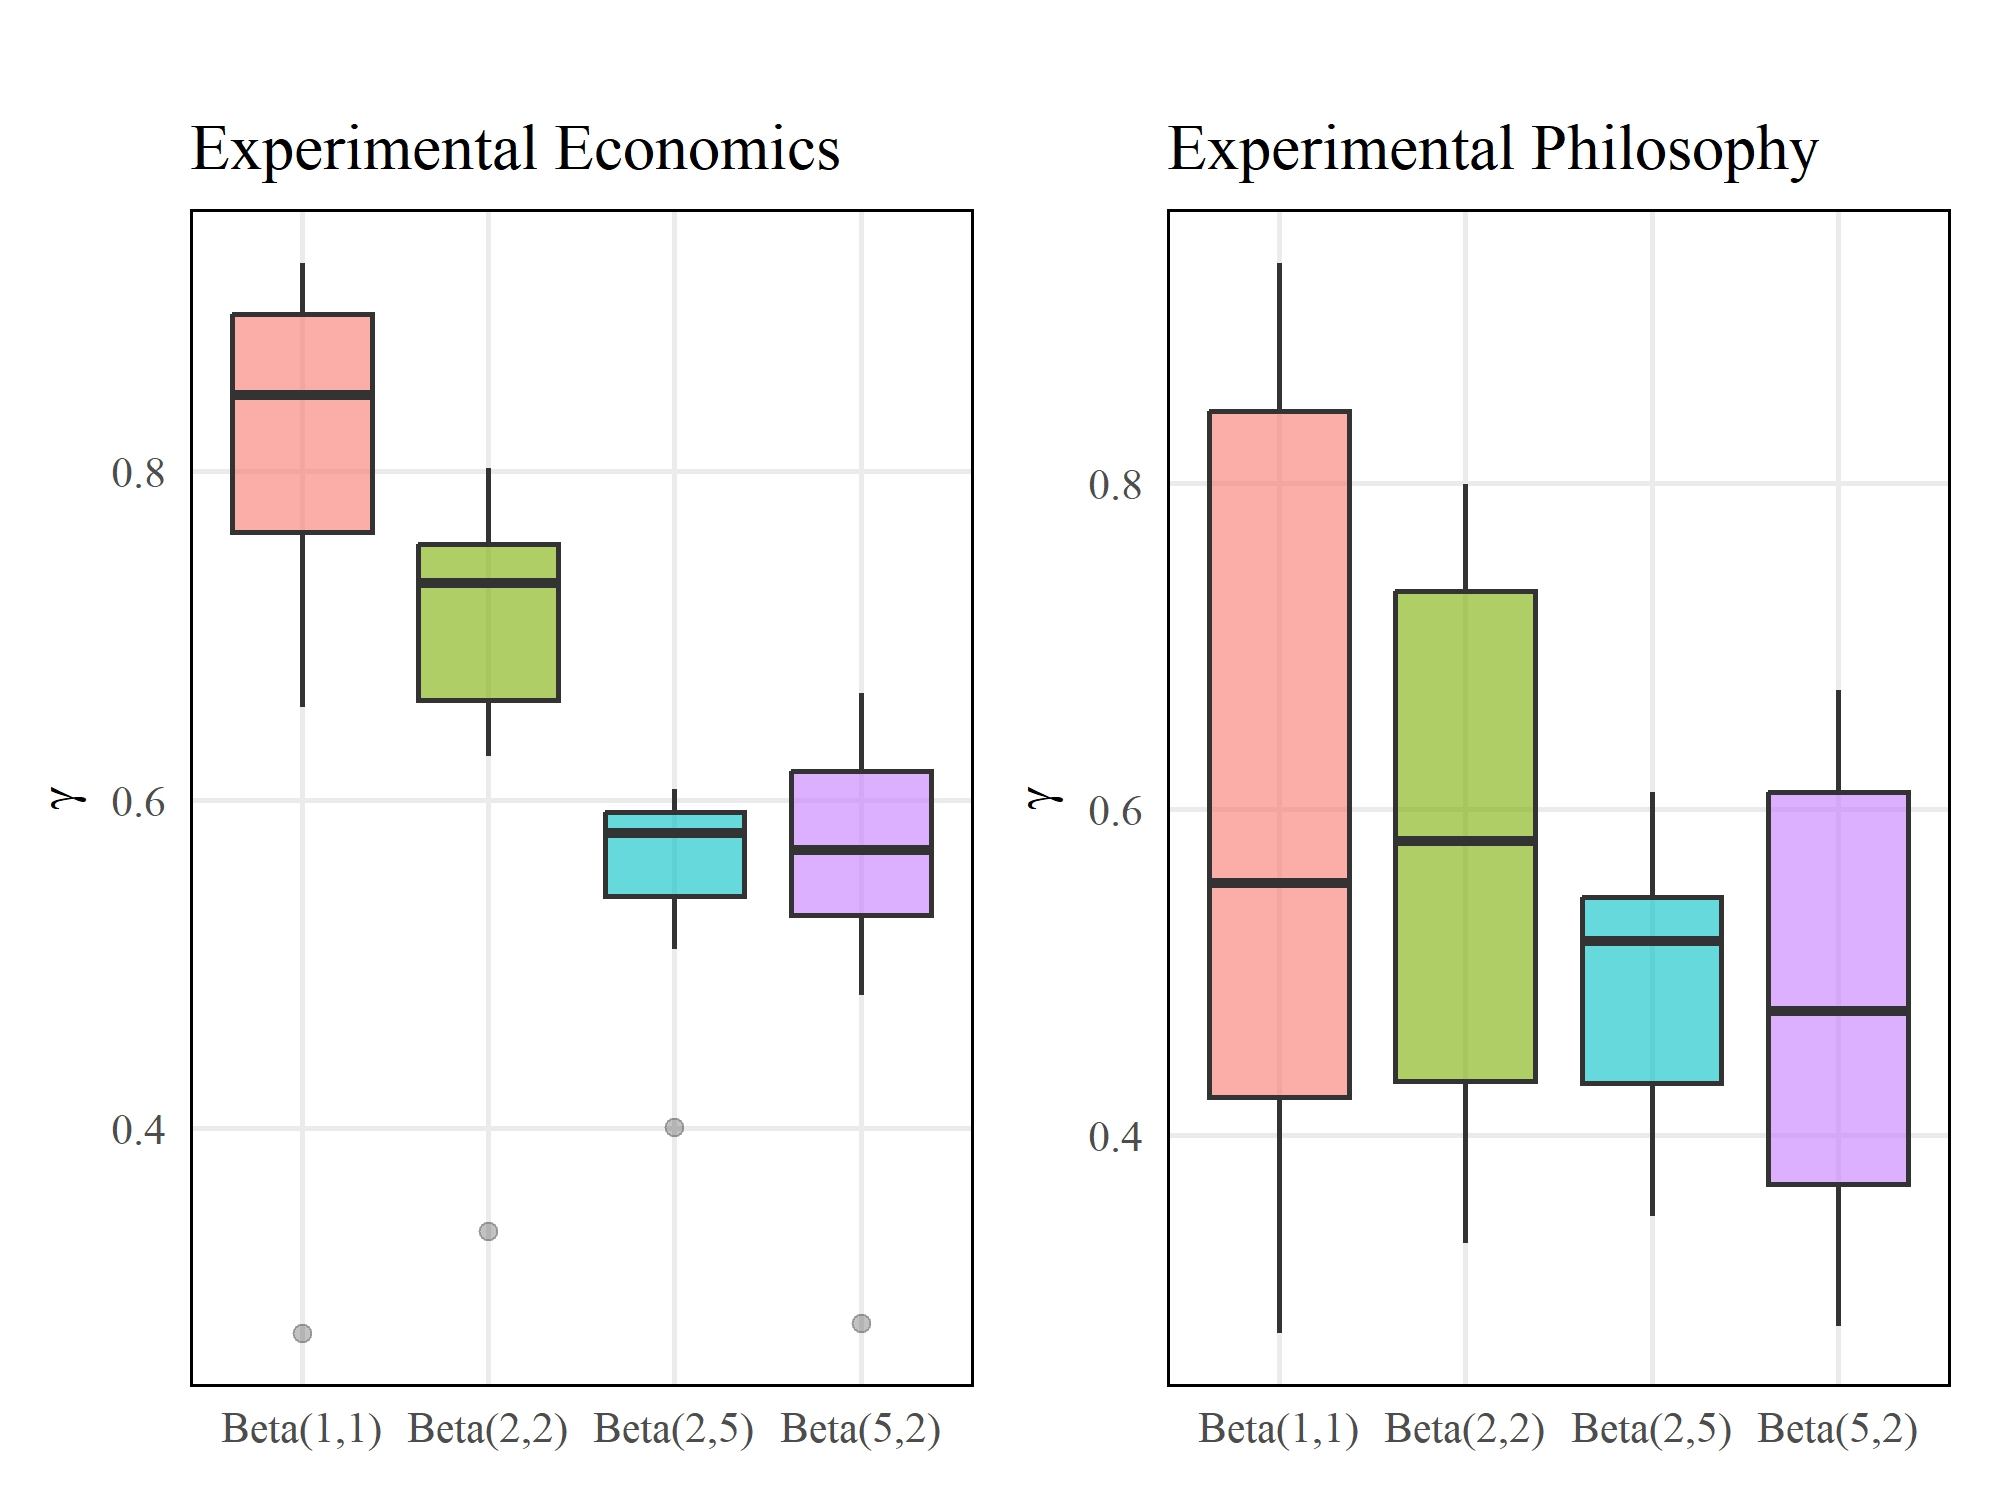 Experimental Economics
γ
0.8
0.6
0.4
Beta(1,1) Beta(2,2) Beta(2,5) Beta(5,2)
Experimental Philosophy
γ
0.8
0.6
0.4
Beta(1,1) Beta(2,2) Beta(2,5) Beta(5,2)